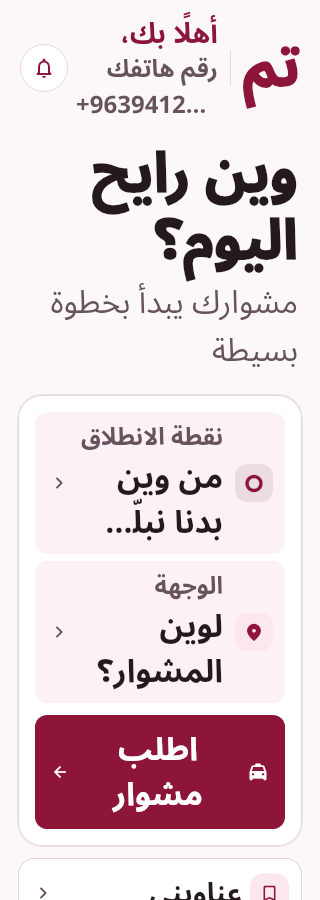 تم
أهلًا بك،
رقم هاتفك
+9639412...
وين رايح
اليوم؟
مشوارك يبدأ بخطوة
بسيطة
نقطة الانطلاق
من وين
بدنا نبلّ...
الوجهة
لوين
المشوار؟
اطلب
مشوار
عناويني